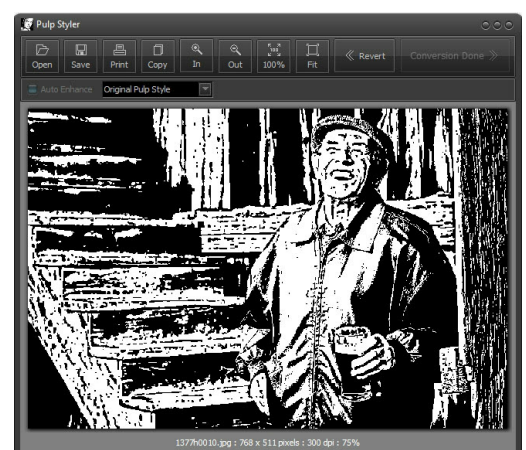 Pulp Styler
Open Save Print Copy In Out 100% Fit Revert Conversion Done
Auto Enhance Original Pulp Style
1377h0010.jpg : 768 x 511 pixels : 300 dpi : 75%